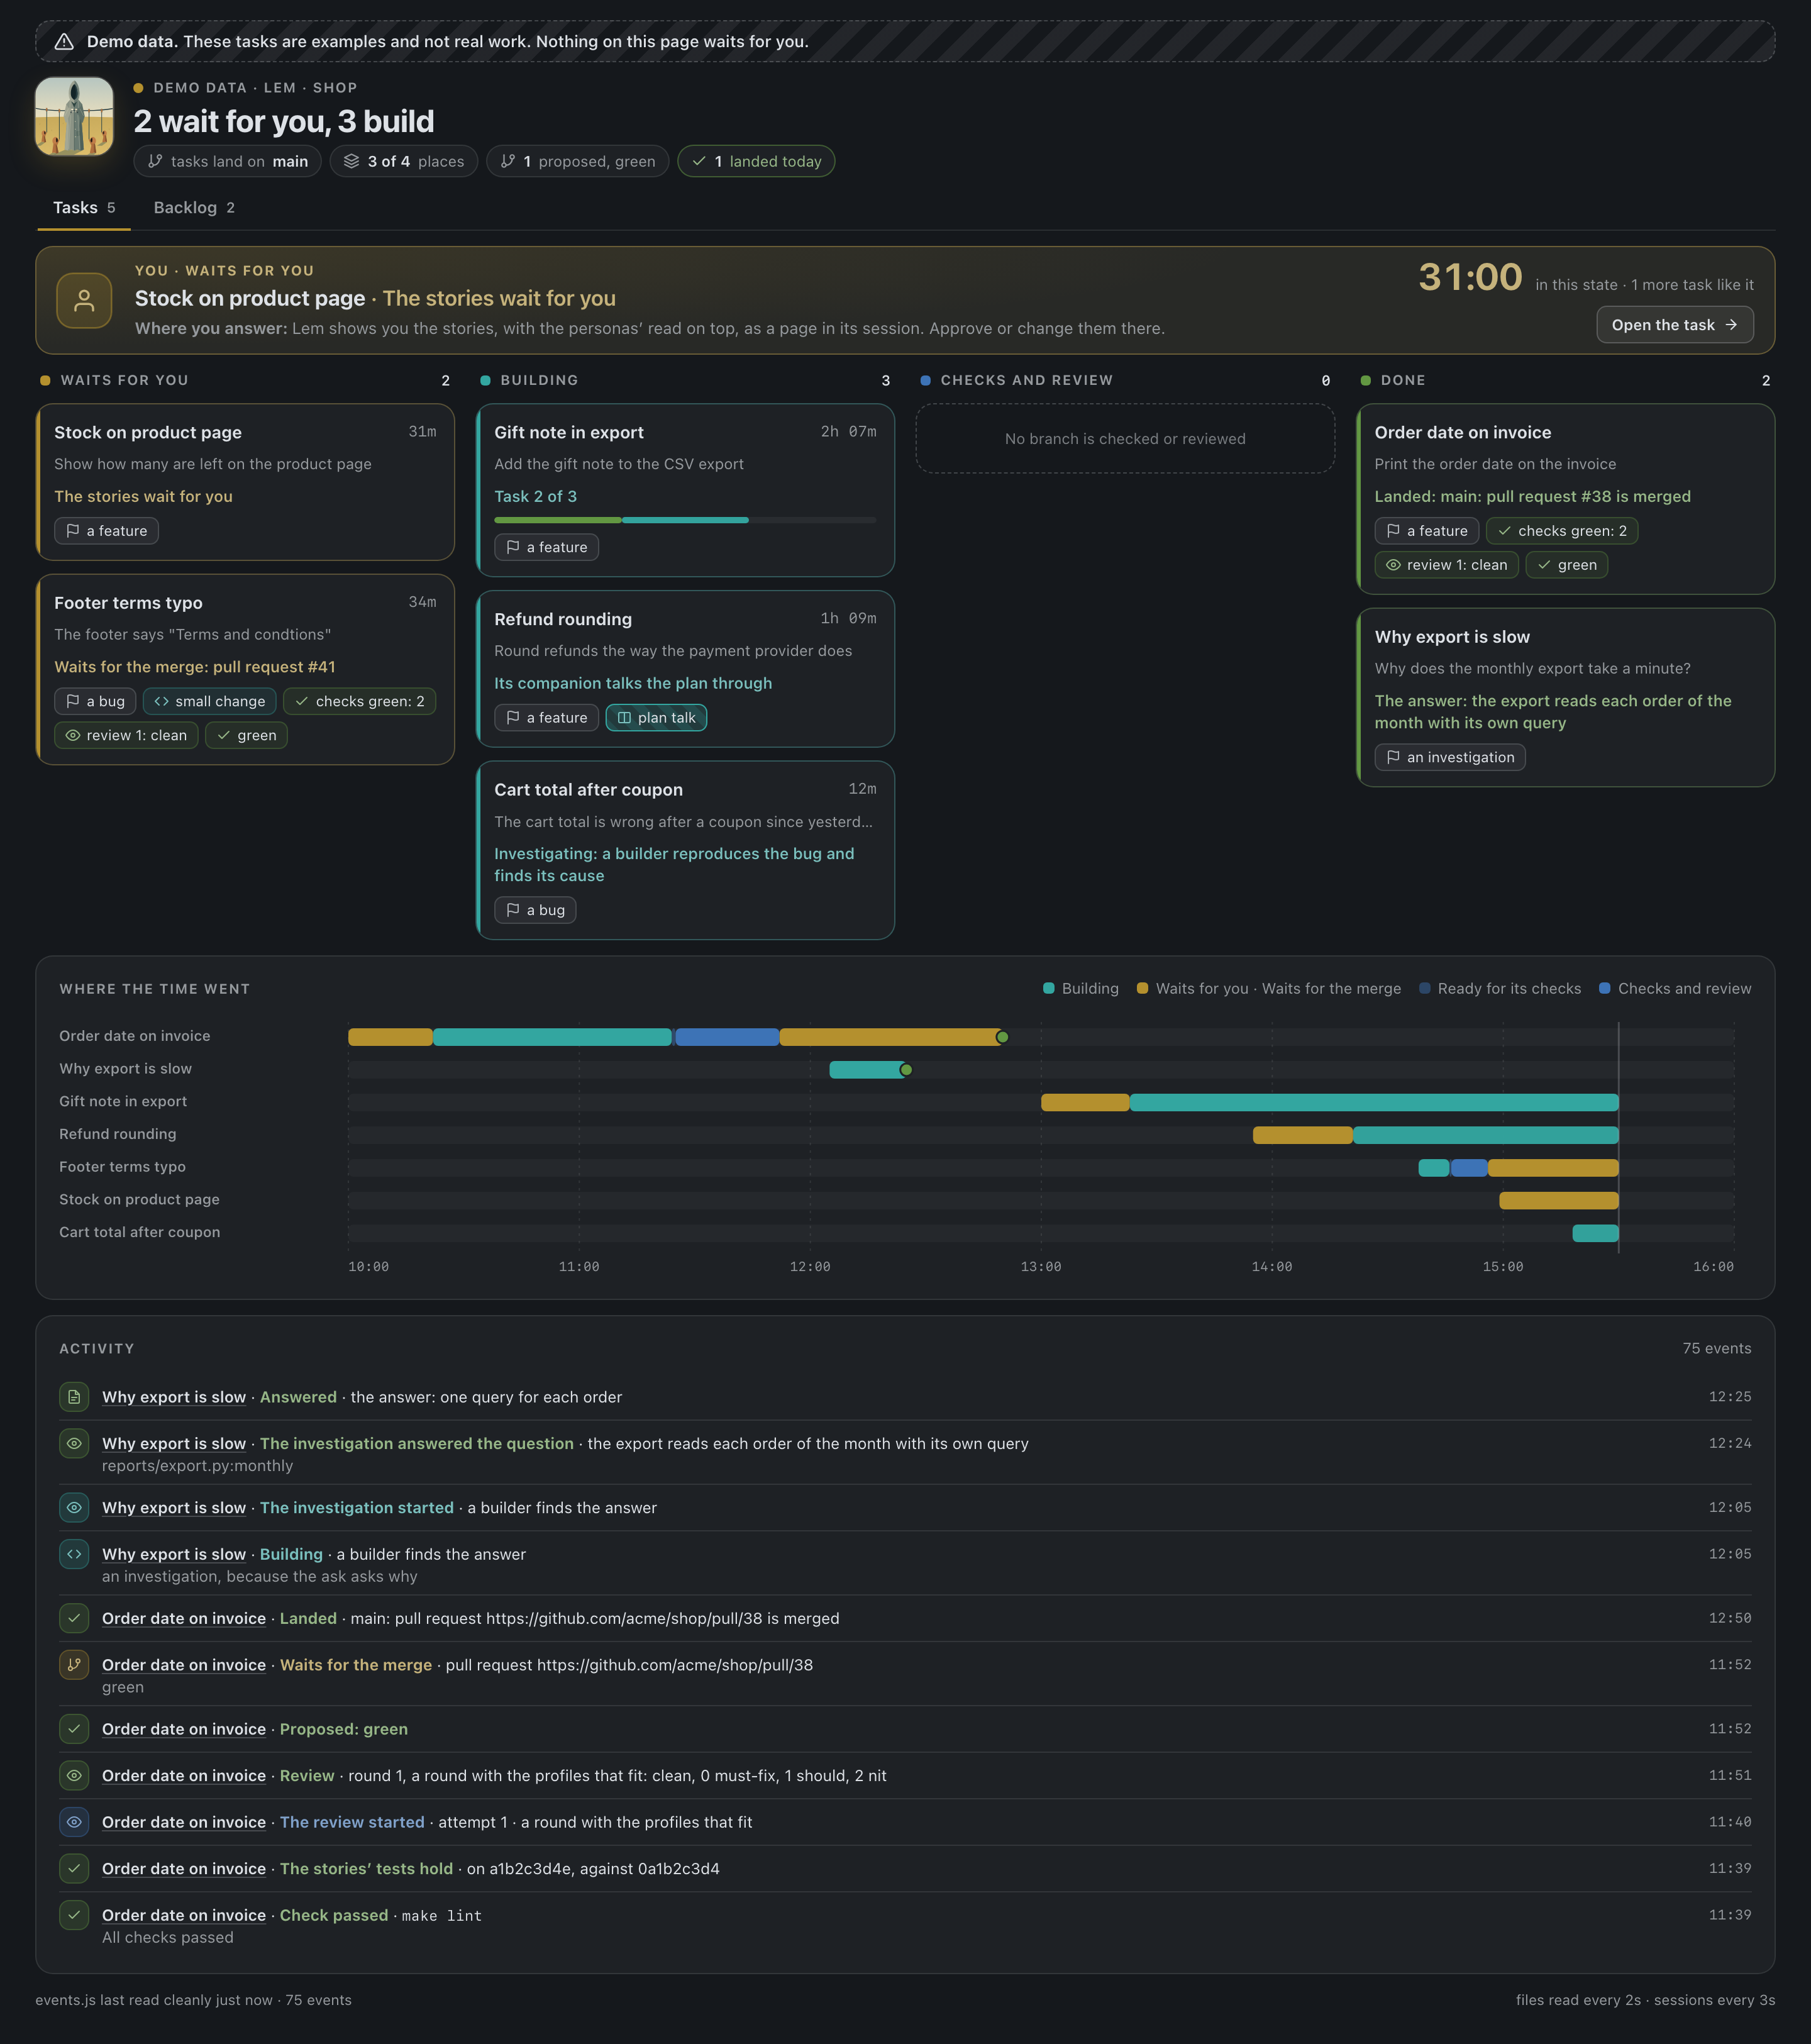 Demo data. These tasks are examples and not real work. Nothing on this page waits for you.
DEMO DATA · LEM · SHOP
2 wait for you, 3 build
tasks land on main
3 of 4 places
1 proposed, green
1 landed today
Tasks 5
Backlog 2
YOU · WAITS FOR YOU
Stock on product page · The stories wait for you
Where you answer: Lem shows you the stories, with the personas’ read on top, as a page in its session. Approve or change them there.
31:00 in this state · 1 more task like it
Open the task
WAITS FOR YOU 2
Stock on product page 31m
Show how many are left on the product page
The stories wait for you
a feature
Footer terms typo 34m
The footer says "Terms and condtions"
Waits for the merge: pull request #41
a bug small change checks green: 2
review 1: clean green
BUILDING 3
Gift note in export 2h 07m
Add the gift note to the CSV export
Task 2 of 3
a feature
Refund rounding 1h 09m
Round refunds the way the payment provider does
Its companion talks the plan through
a feature plan talk
Cart total after coupon 12m
The cart total is wrong after a coupon since yesterd…
Investigating: a builder reproduces the bug and
finds its cause
a bug
CHECKS AND REVIEW 0
No branch is checked or reviewed
DONE 2
Order date on invoice
Print the order date on the invoice
Landed: main: pull request #38 is merged
a feature checks green: 2
review 1: clean green
Why export is slow
Why does the monthly export take a minute?
The answer: the export reads each order of the
month with its own query
an investigation
WHERE THE TIME WENT
Building Waits for you · Waits for the merge Ready for its checks Checks and review
Order date on invoice
Why export is slow
Gift note in export
Refund rounding
Footer terms typo
Stock on product page
Cart total after coupon
10:00 11:00 12:00 13:00 14:00 15:00 16:00
ACTIVITY 75 events
Why export is slow · Answered · the answer: one query for each order 12:25
Why export is slow · The investigation answered the question · the export reads each order of the month with its own query 12:24
reports/export.py:monthly
Why export is slow · The investigation started · a builder finds the answer 12:05
Why export is slow · Building · a builder finds the answer 12:05
an investigation, because the ask asks why
Order date on invoice · Landed · main: pull request https://github.com/acme/shop/pull/38 is merged 12:50
Order date on invoice · Waits for the merge · pull request https://github.com/acme/shop/pull/38 11:52
green
Order date on invoice · Proposed: green 11:52
Order date on invoice · Review · round 1, a round with the profiles that fit: clean, 0 must-fix, 1 should, 2 nit 11:51
Order date on invoice · The review started · attempt 1 · a round with the profiles that fit 11:40
Order date on invoice · The stories’ tests hold · on a1b2c3d4e, against 0a1b2c3d4 11:39
Order date on invoice · Check passed · make lint 11:39
All checks passed
events.js last read cleanly just now · 75 events
files read every 2s · sessions every 3s